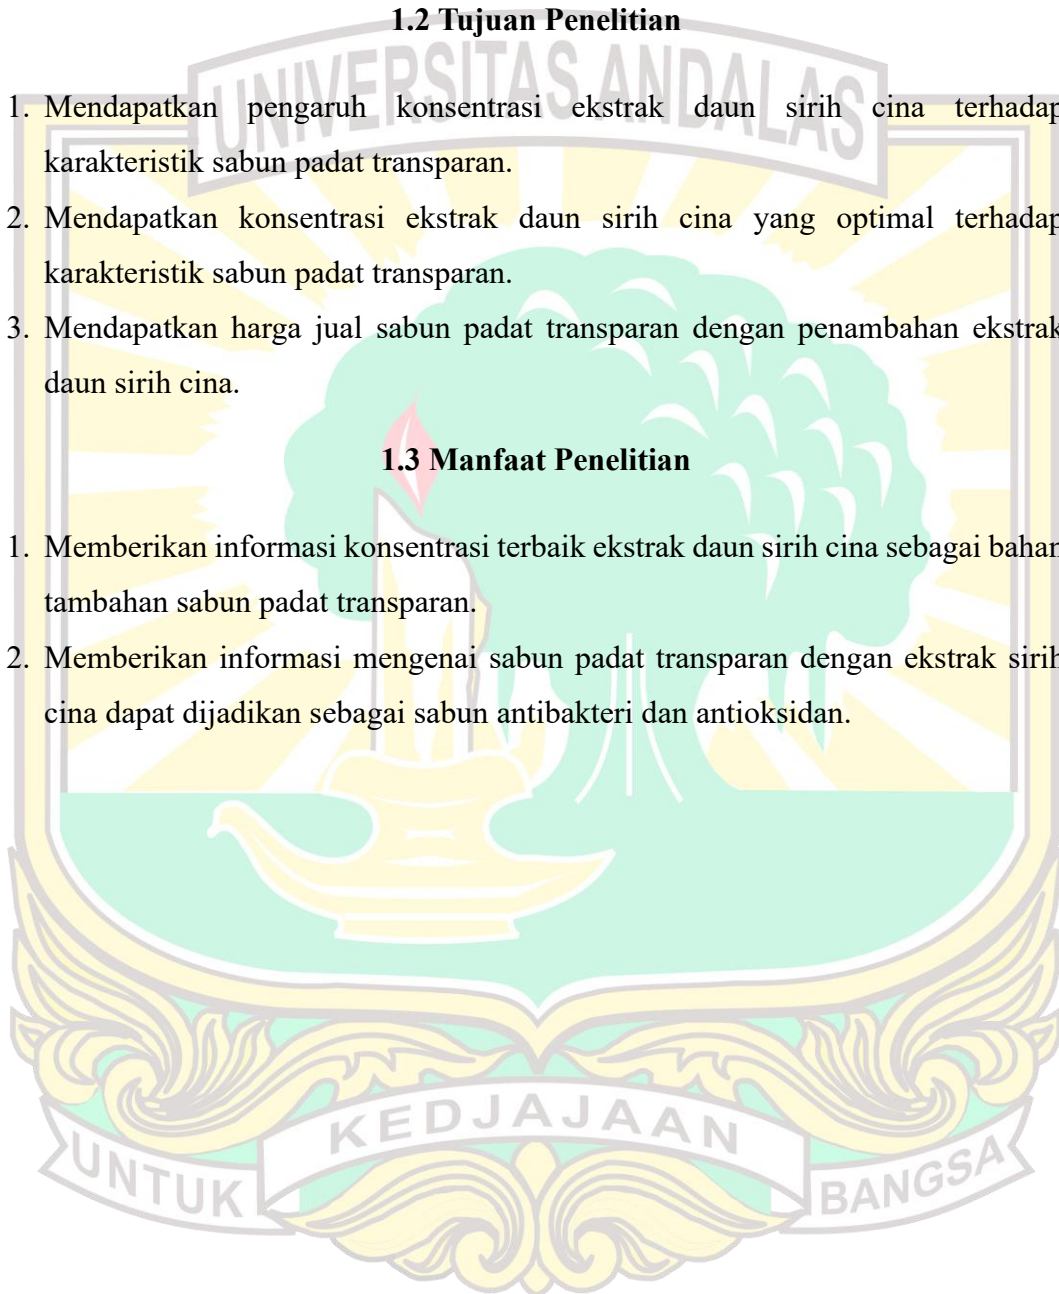 1.2 Tujuan Penelitian
UNIVERSITAS ANDALAS
1. Mendapatkan pengaruh konsentrasi ekstrak daun sirih cina terhadap
karakteristik sabun padat transparan.
2. Mendapatkan konsentrasi ekstrak daun sirih cina yang optimal terhadap
karakteristik sabun padat transparan.
3. Mendapatkan harga jual sabun padat transparan dengan penambahan ekstrak
daun sirih cina.
1.3 Manfaat Penelitian
1. Memberikan informasi konsentrasi terbaik ekstrak daun sirih cina sebagai bahan
tambahan sabun padat transparan.
2. Memberikan informasi mengenai sabun padat transparan dengan ekstrak sirih
cina dapat dijadikan sebagai sabun antibakteri dan antioksidan.
UNTUK KEDJAJAAN BANGSA